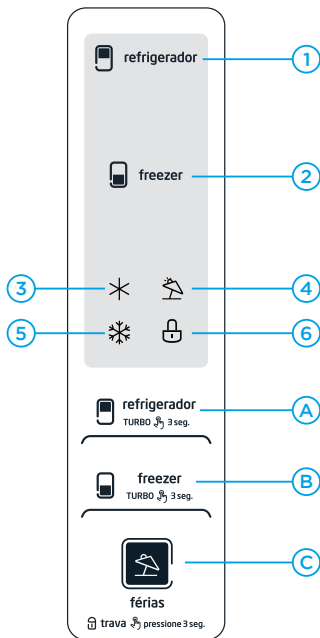 refrigerador
1
freezer
2
3
4
5
6
refrigerador
TURBO 3 seg.
A
freezer
TURBO 3 seg.
B
C
férias
trava pressione 3 seg.